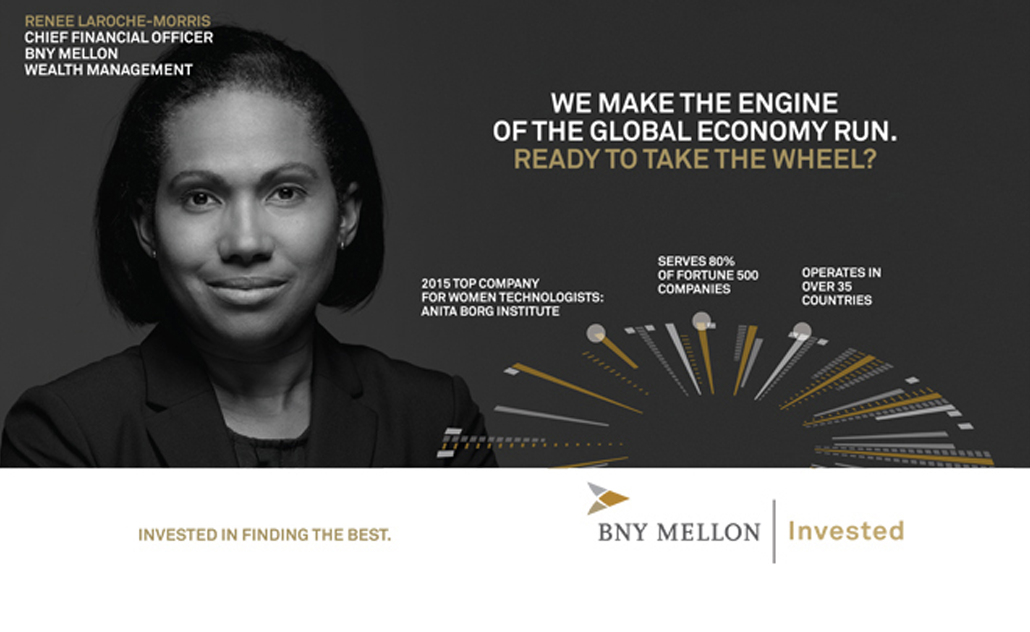 RENEE LAROCHE-MORRIS
CHIEF FINANCIAL OFFICER
BNY MELLON
WEALTH MANAGEMENT
WE MAKE THE ENGINE
OF THE GLOBAL ECONOMY RUN.
READY TO TAKE THE WHEEL?
2015 TOP COMPANY
FOR WOMEN TECHNOLOGISTS:
ANITA BORG INSTITUTE
SERVES 80%
OF FORTUNE 500
COMPANIES
OPERATES IN
OVER 35
COUNTRIES
INVESTED IN FINDING THE BEST.
BNY MELLON
Invested